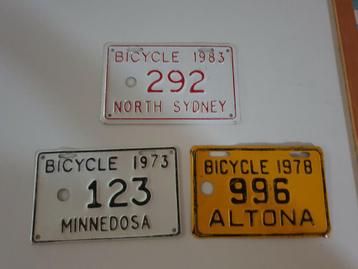 BICYCLE 1983
292
NORTH SYDNEY
BICYCLE 1973
123
MINNEDOSA
BICYCLE 1978
996
ALTONA